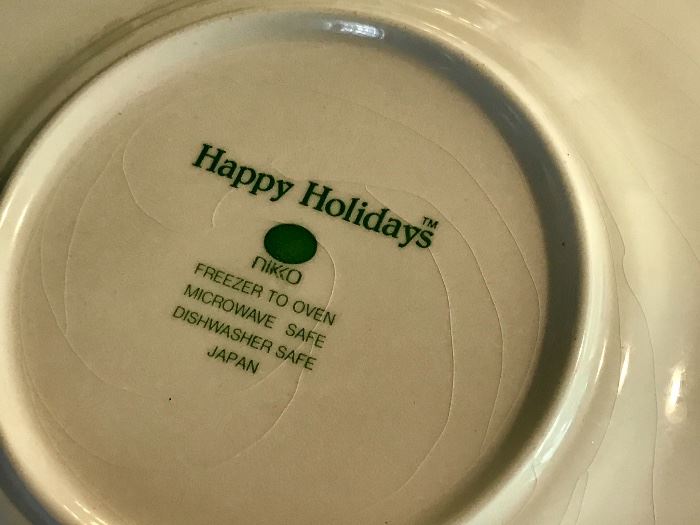 Happy Holidays™
nikko
FREEZER TO OVEN
MICROWAVE SAFE
DISHWASHER SAFE
JAPAN